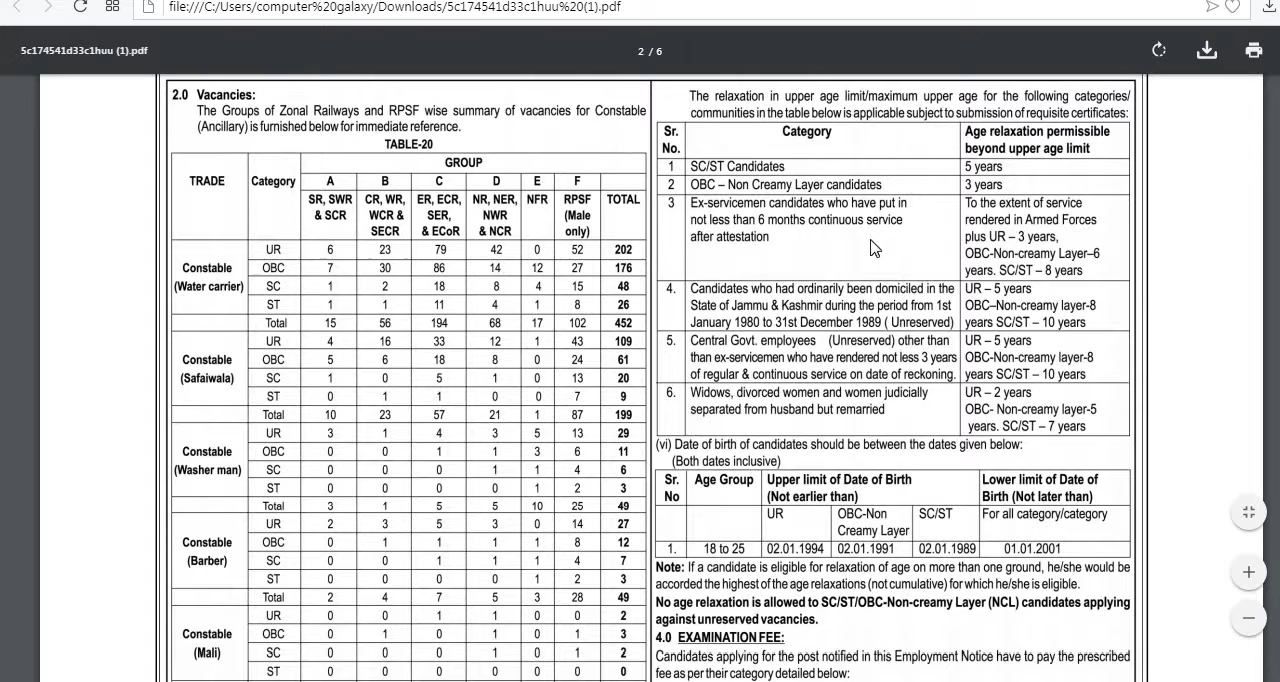 file:///C:/Users/computer%20galaxy/Downloads/5c174541d33c1huu%20(1).pdf
5c174541d33c1huu (1).pdf
2 / 6
2.0 Vacancies:
The Groups of Zonal Railways and RPSF wise summary of vacancies for Constable
(Ancillary) is furnished below for immediate reference.
TABLE-20
TRADE Category GROUP TOTAL
A B C D E F
SR, SWR & SCR CR, WR, WCR & SECR ER, ECR, SER, & ECoR NR, NER, NWR & NCR NFR RPSF (Male only)
Constable (Water carrier)
UR 6 23 79 42 0 52 202
OBC 7 30 86 14 12 27 176
SC 1 2 18 8 4 15 48
ST 1 1 11 4 1 8 26
Total 15 56 194 68 17 102 452
Constable (Safaiwala)
UR 4 16 33 12 1 43 109
OBC 5 6 18 8 0 24 61
SC 1 0 5 1 0 13 20
ST 0 1 1 0 0 7 9
Total 10 23 57 21 1 87 199
Constable (Washer man)
UR 3 1 4 3 5 13 29
OBC 0 0 1 1 3 6 11
SC 0 0 0 1 1 4 6
ST 0 0 0 0 1 2 3
Total 3 1 5 5 10 25 49
Constable (Barber)
UR 2 3 5 3 0 14 27
OBC 0 1 1 1 1 8 12
SC 0 0 1 1 1 4 7
ST 0 0 0 0 1 2 3
Total 2 4 7 5 3 28 49
Constable (Mali)
UR 0 0 1 1 0 0 2
OBC 0 1 0 1 0 1 3
SC 0 0 0 1 0 1 2
ST 0 0 0 0 0 0 0
The relaxation in upper age limit/maximum upper age for the following categories/
communities in the table below is applicable subject to submission of requisite certificates:
Sr. No. Category Age relaxation permissible beyond upper age limit
1 SC/ST Candidates 5 years
2 OBC – Non Creamy Layer candidates 3 years
3 Ex-servicemen candidates who have put in To the extent of service
not less than 6 months continuous service rendered in Armed Forces
after attestation plus UR – 3 years,
OBC-Non-creamy Layer–6
years. SC/ST – 8 years
4. Candidates who had ordinarily been domiciled in the UR – 5 years
State of Jammu & Kashmir during the period from 1st OBC–Non-creamy layer-8
January 1980 to 31st December 1989 ( Unreserved) years SC/ST – 10 years
5. Central Govt. employees (Unreserved) other than UR – 5 years
than ex-servicemen who have rendered not less 3 years OBC-Non-creamy layer-8
of regular & continuous service on date of reckoning. years SC/ST – 10 years
6. Widows, divorced women and women judicially UR – 2 years
separated from husband but remarried OBC- Non-creamy layer-5
years. SC/ST – 7 years
(vi) Date of birth of candidates should be between the dates given below:
(Both dates inclusive)
Sr. No Age Group Upper limit of Date of Birth (Not earlier than) Lower limit of Date of Birth (Not later than)
UR OBC-Non Creamy Layer SC/ST For all category/category
1. 18 to 25 02.01.1994 02.01.1991 02.01.1989 01.01.2001
Note: If a candidate is eligible for relaxation of age on more than one ground, he/she would be
accorded the highest of the age relaxations (not cumulative) for which he/she is eligible.
No age relaxation is allowed to SC/ST/OBC-Non-creamy Layer (NCL) candidates applying
against unreserved vacancies.
4.0 EXAMINATION FEE:
Candidates applying for the post notified in this Employment Notice have to pay the prescribed
fee as per their category detailed below: